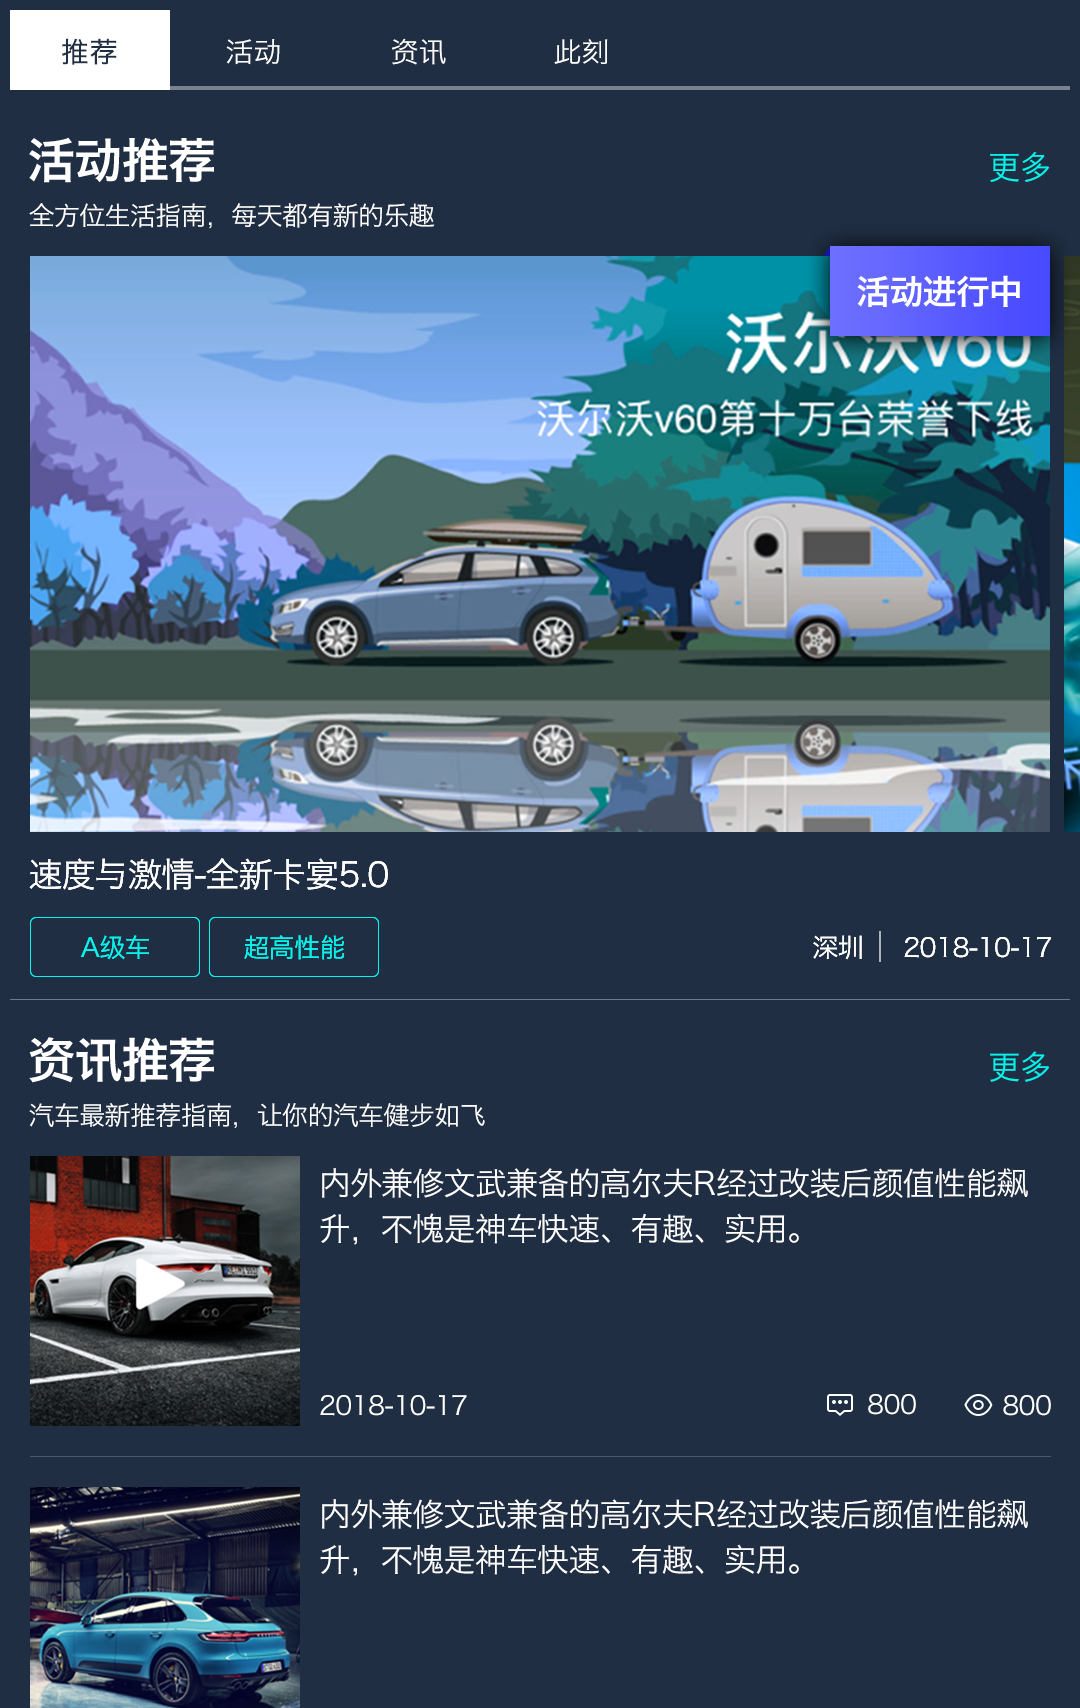 推荐
活动
资讯
此刻
活动推荐
更多
全方位生活指南，每天都有新的乐趣
活动进行中
沃尔沃v60
沃尔沃v60第十万台荣誉下线
速度与激情-全新卡宴5.0
A级车
超高性能
深圳
2018-10-17
资讯推荐
更多
汽车最新推荐指南，让你的汽车健步如飞
内外兼修文武兼备的高尔夫R经过改装后颜值性能飙
升，不愧是神车快速、有趣、实用。
2018-10-17
800
800
内外兼修文武兼备的高尔夫R经过改装后颜值性能飙
升，不愧是神车快速、有趣、实用。